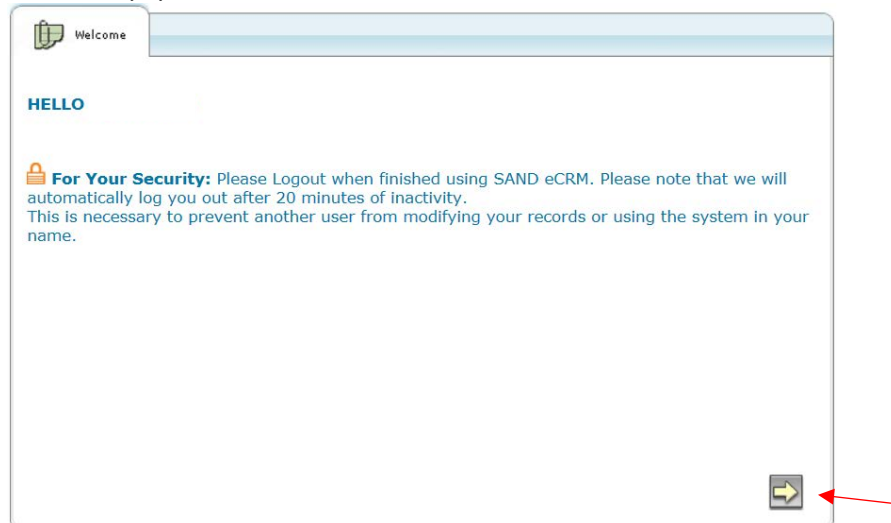 Welcome
HELLO
For Your Security: Please Logout when finished using SAND eCRM. Please note that we will
automatically log you out after 20 minutes of inactivity.
This is necessary to prevent another user from modifying your records or using the system in your
name.